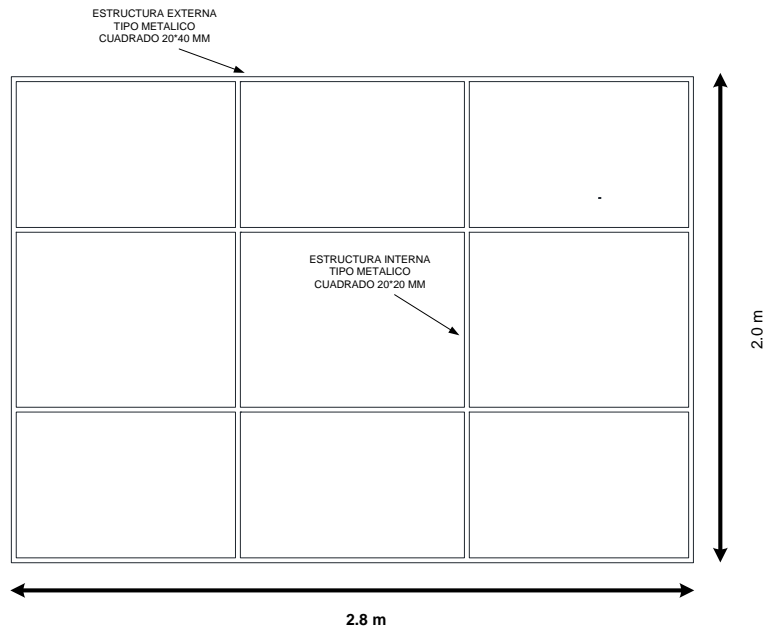 ESTRUCTURA EXTERNA
TIPO METALICO
CUADRADO 20*40 MM
ESTRUCTURA INTERNA
TIPO METALICO
CUADRADO 20*20 MM
2.0 m
2.8 m